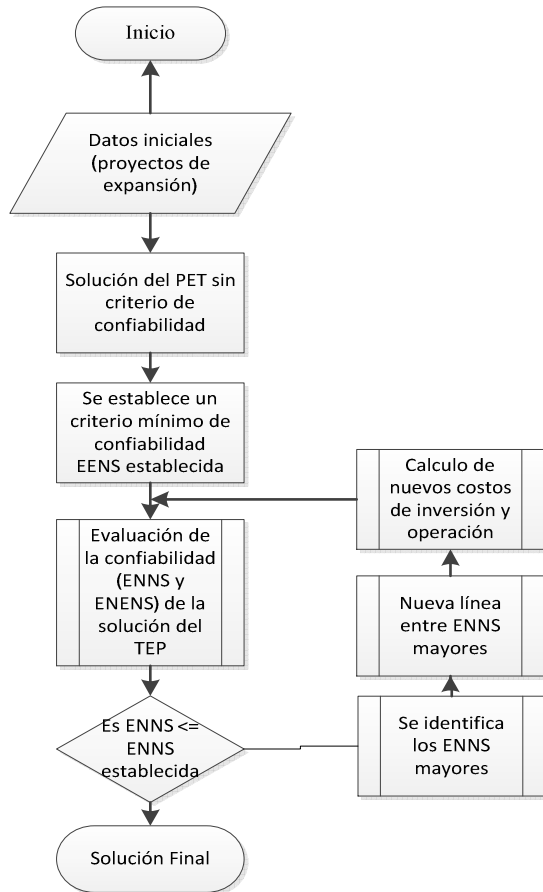 Inicio
Datos iniciales
(proyectos de
expansión)
Solución del PET sin
criterio de
confiabilidad
Se establece un
criterio mínimo de
confiabilidad
EENS establecida
Evaluación de
la confiabilidad
(ENNS y
ENENS) de la
solución del
TEP
Es ENNS <=
ENNS
establecida
Solución Final
Calculo de
nuevos costos
de inversión y
operación
Nueva línea
entre ENNS
mayores
Se identifica
los ENNS
mayores